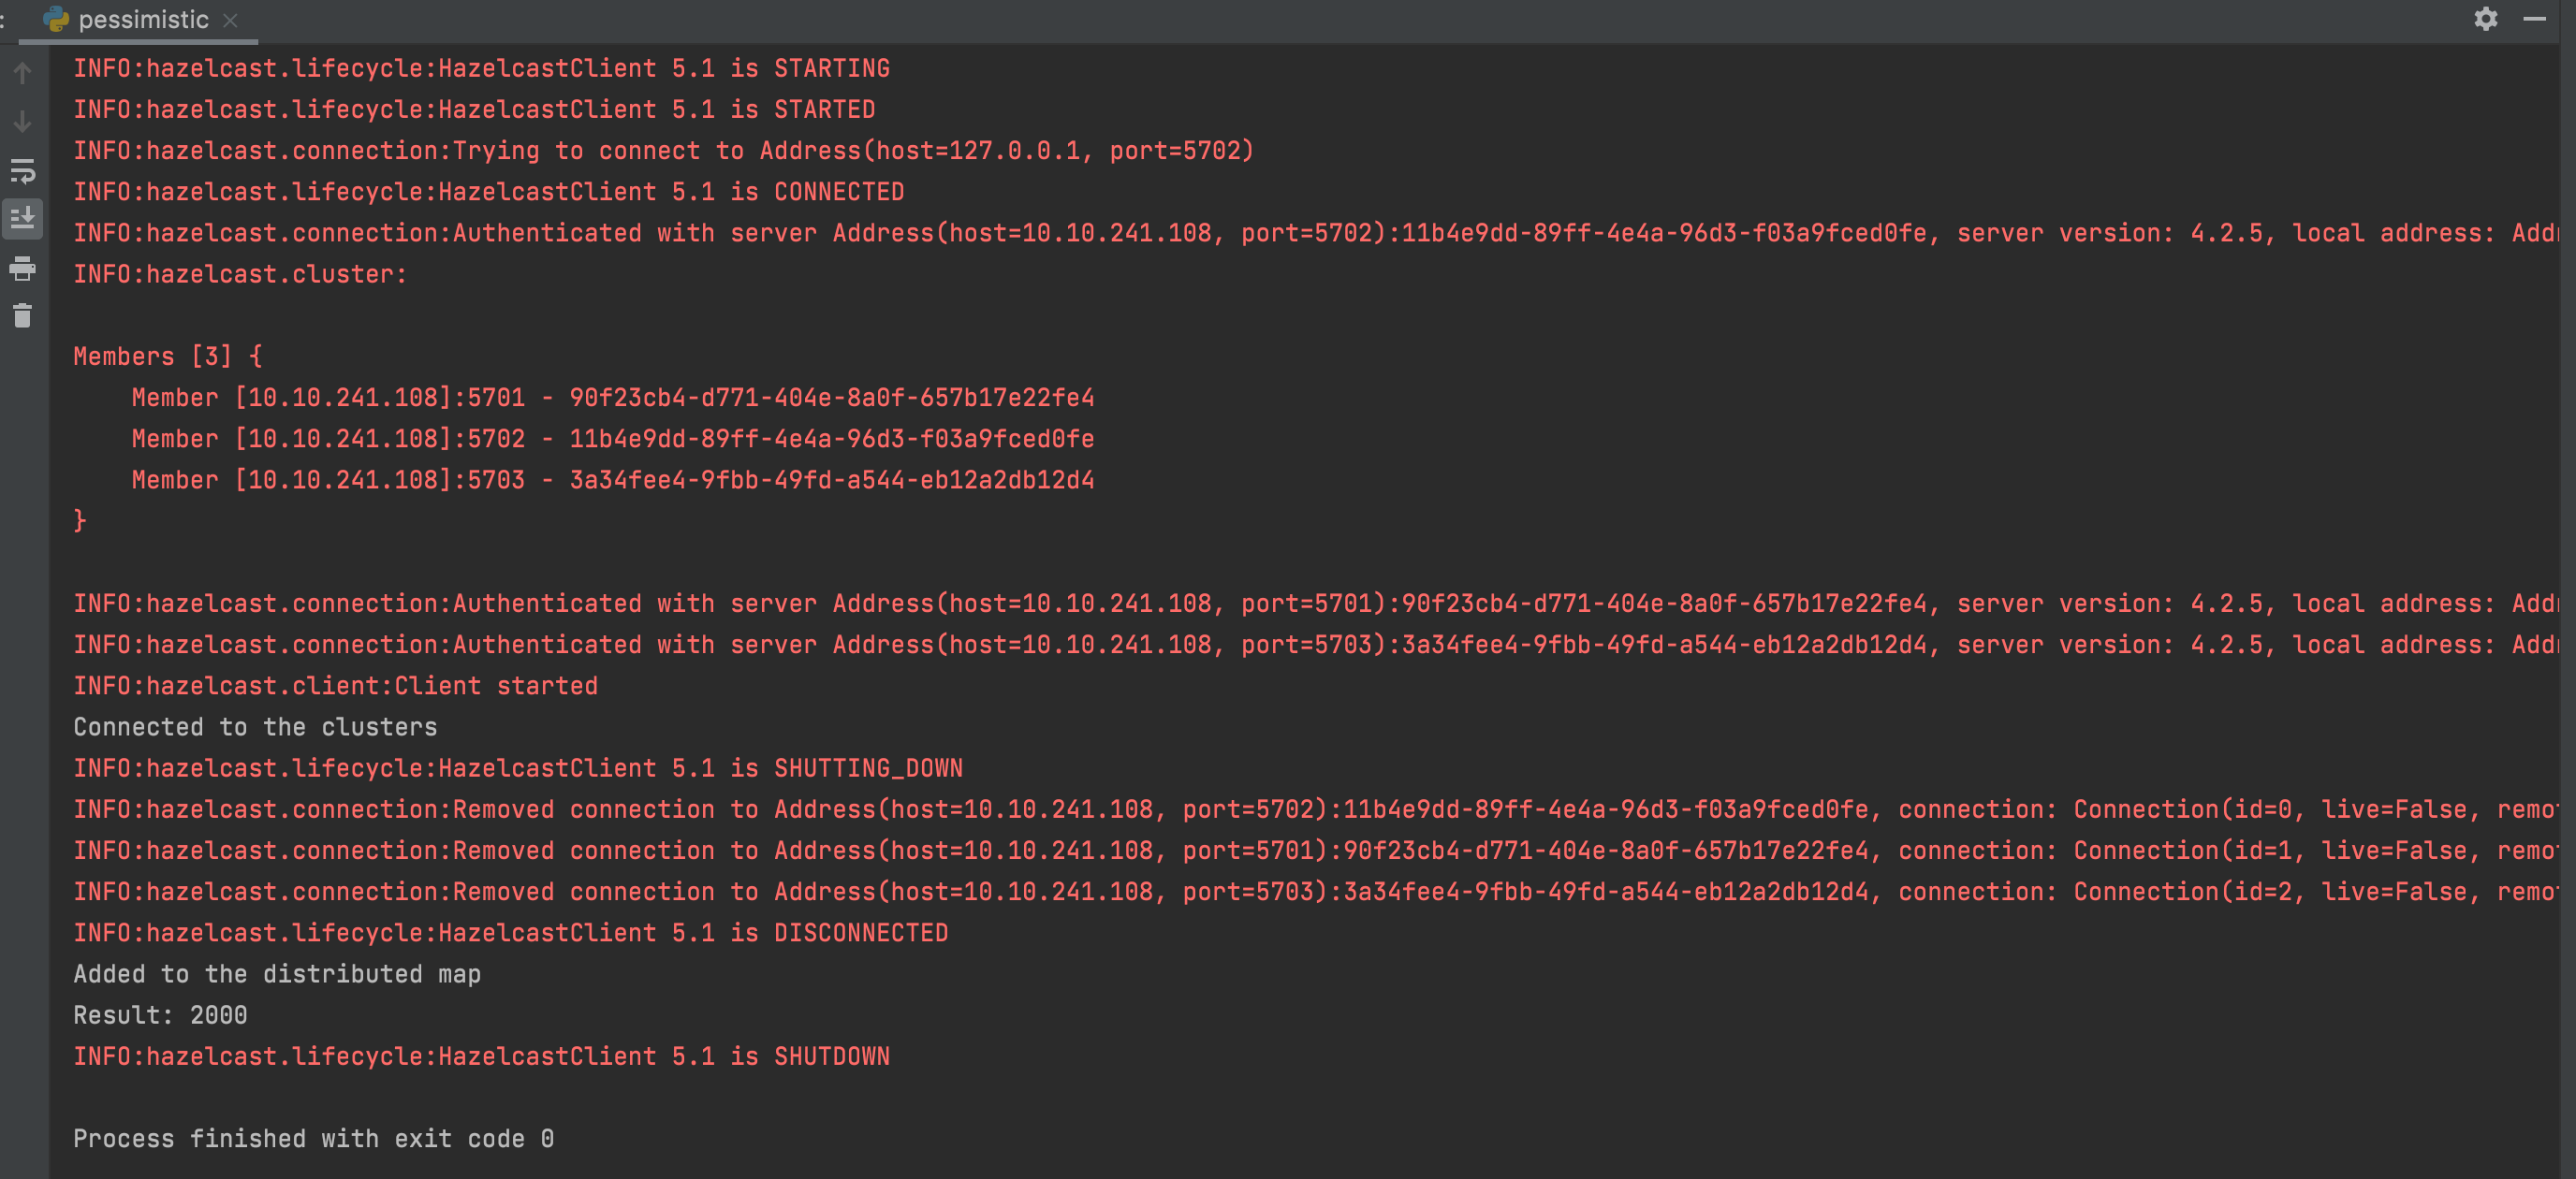 pessimistic
INFO:hazelcast.lifecycle:HazelcastClient 5.1 is STARTING
INFO:hazelcast.lifecycle:HazelcastClient 5.1 is STARTED
INFO:hazelcast.connection:Trying to connect to Address(host=127.0.0.1, port=5702)
INFO:hazelcast.lifecycle:HazelcastClient 5.1 is CONNECTED
INFO:hazelcast.connection:Authenticated with server Address(host=10.10.241.108, port=5702):11b4e9dd-89ff-4e4a-96d3-f03a9fced0fe, server version: 4.2.5, local address:
INFO:hazelcast.cluster:
Members [3] {
Member [10.10.241.108]:5701 - 90f23cb4-d771-404e-8a0f-657b17e22fe4
Member [10.10.241.108]:5702 - 11b4e9dd-89ff-4e4a-96d3-f03a9fced0fe
Member [10.10.241.108]:5703 - 3a34fee4-9fbb-49fd-a544-eb12a2db12d4
}
INFO:hazelcast.connection:Authenticated with server Address(host=10.10.241.108, port=5701):90f23cb4-d771-404e-8a0f-657b17e22fe4, server version: 4.2.5, local address:
INFO:hazelcast.connection:Authenticated with server Address(host=10.10.241.108, port=5703):3a34fee4-9fbb-49fd-a544-eb12a2db12d4, server version: 4.2.5, local address:
INFO:hazelcast.client:Client started
Connected to the clusters
INFO:hazelcast.lifecycle:HazelcastClient 5.1 is SHUTTING_DOWN
INFO:hazelcast.connection:Removed connection to Address(host=10.10.241.108, port=5702):11b4e9dd-89ff-4e4a-96d3-f03a9fced0fe, connection: Connection(id=0, live=False,
INFO:hazelcast.connection:Removed connection to Address(host=10.10.241.108, port=5701):90f23cb4-d771-404e-8a0f-657b17e22fe4, connection: Connection(id=1, live=False,
INFO:hazelcast.connection:Removed connection to Address(host=10.10.241.108, port=5703):3a34fee4-9fbb-49fd-a544-eb12a2db12d4, connection: Connection(id=2, live=False,
INFO:hazelcast.lifecycle:HazelcastClient 5.1 is DISCONNECTED
Added to the distributed map
Result: 2000
INFO:hazelcast.lifecycle:HazelcastClient 5.1 is SHUTDOWN
Process finished with exit code 0